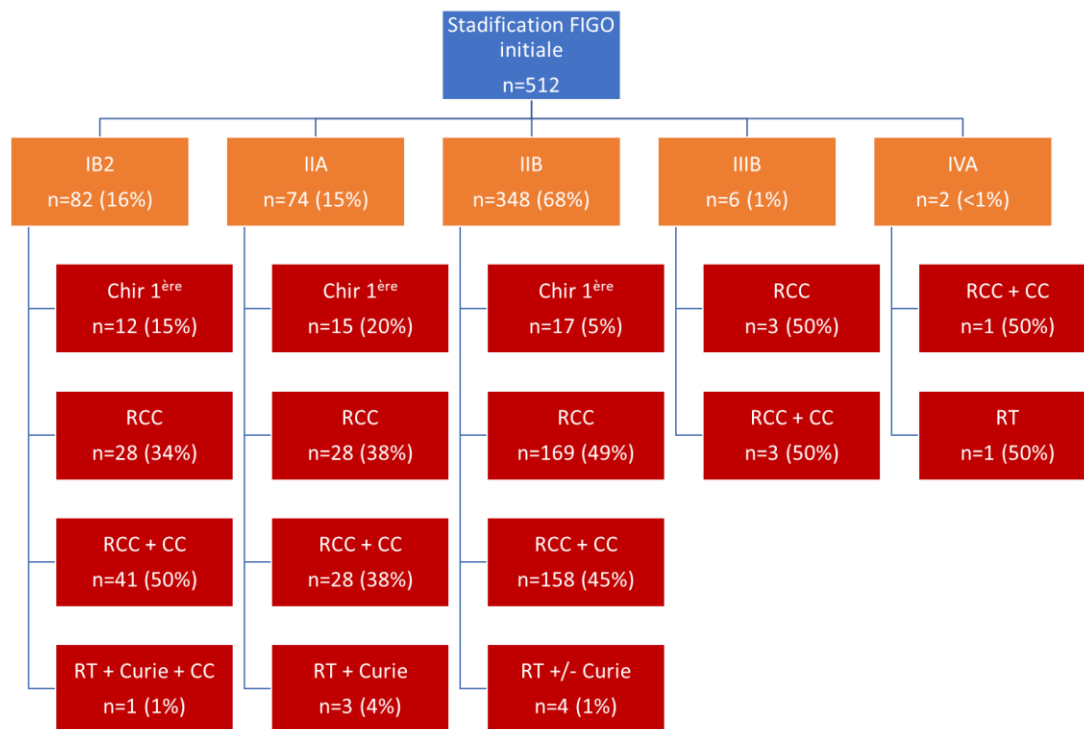 Stadification FIGO
initiale
n=512
IB2
n=82 (16%)
IIA
n=74 (15%)
IIB
n=348 (68%)
IIIB
n=6 (1%)
IVA
n=2 (<1%)
Chir 1ère
n=12 (15%)
Chir 1ère
n=15 (20%)
Chir 1ère
n=17 (5%)
RCC
n=3 (50%)
RCC + CC
n=1 (50%)
RCC
n=28 (34%)
RCC
n=28 (38%)
RCC
n=169 (49%)
RCC + CC
n=3 (50%)
RT
n=1 (50%)
RCC + CC
n=41 (50%)
RCC + CC
n=28 (38%)
RCC + CC
n=158 (45%)
RT + Curie + CC
n=1 (1%)
RT + Curie
n=3 (4%)
RT +/- Curie
n=4 (1%)